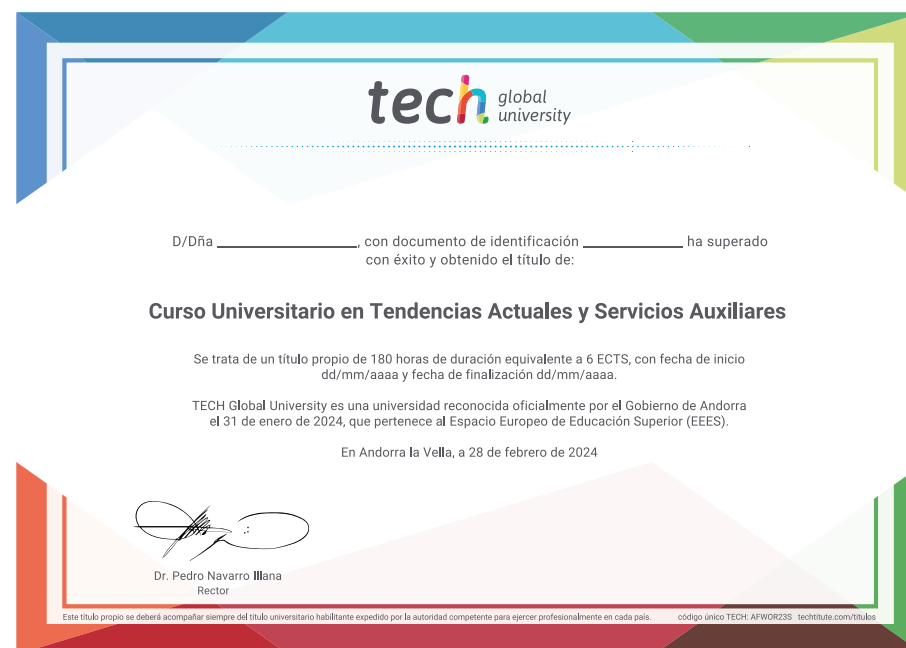 tech global university
D/Dña ____________________, con documento de identificación ______________ ha superado
con éxito y obtenido el título de:
Curso Universitario en Tendencias Actuales y Servicios Auxiliares
Se trata de un título propio de 180 horas de duración equivalente a 6 ECTS, con fecha de inicio
dd/mm/aaaa y fecha de finalización dd/mm/aaaa.
TECH Global University es una universidad reconocida oficialmente por el Gobierno de Andorra
el 31 de enero de 2024, que pertenece al Espacio Europeo de Educación Superior (EEES).
En Andorra la Vella, a 28 de febrero de 2024
Dr. Pedro Navarro Illana
Rector
Este título propio se deberá acompañar siempre del título universitario habilitante expedido por la autoridad competente para ejercer profesionalmente en cada país. código único TECH: AFWOR23S techtitute.com/titulos